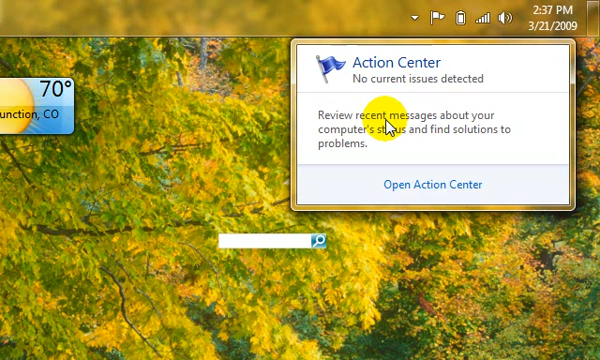 2:37 PM
3/21/2009
Action Center
No current issues detected
70°
unction, CO
Review recent messages about your
computer's status and find solutions to
problems.
Open Action Center